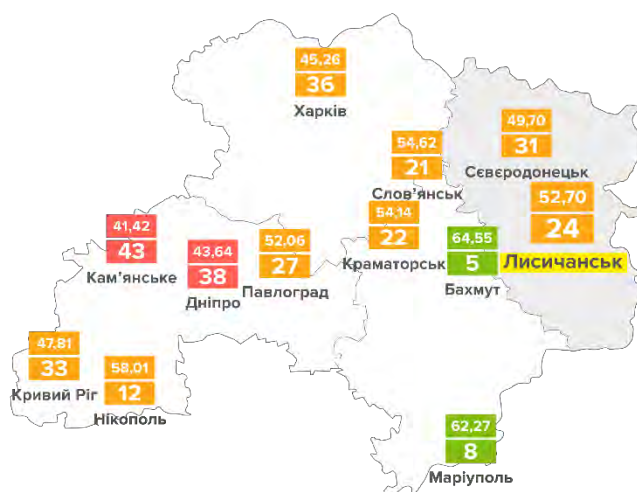 45,26
36
Харків
49,70
31
Сєвєродонецьк
54,62
21
Слов'янськ
52,70
24
Лисичанськ
54,14
22
Краматорськ
64,55
5
Бахмут
41,42
43
Кам'янське
43,64
38
Дніпро
52,06
27
Павлоград
47,81
33
Кривий Ріг
58,01
12
Нікополь
62,27
8
Маріуполь